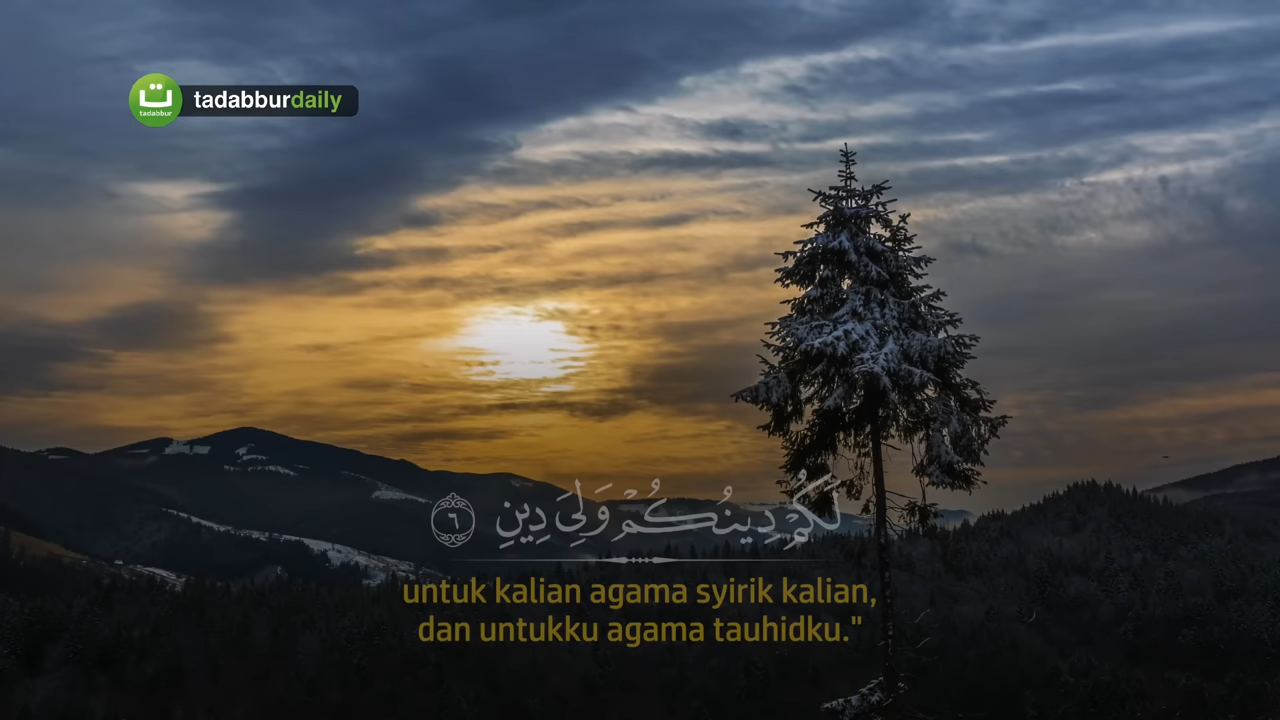 ت
tadabbur
tadabburdaily
لَكُمْ دِينُكُمْ وَلِيَ دِينِ ٦
untuk kalian agama syirik kalian,
dan untukku agama tauhidku."